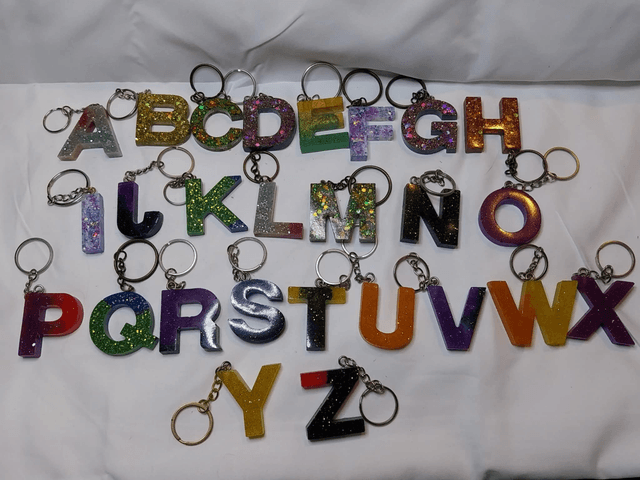 ABCDEFGH
IJKLMNO
PQRSTUVWX
YZ